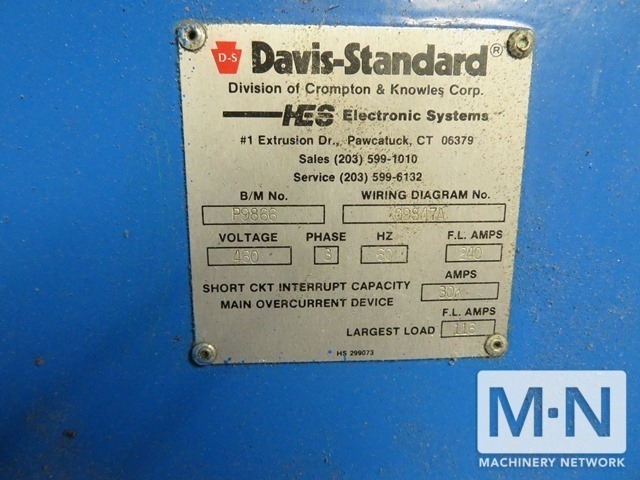 D-S Davis-Standard®
Division of Crompton & Knowles Corp.
HES Electronic Systems
#1 Extrusion Dr., Pawcatuck, CT 06379
Sales (203) 599-1010
Service (203) 599-6132
B/M No. WIRING DIAGRAM No.
P9866
VOLTAGE PHASE HZ F.L. AMPS
460 3 60 340
SHORT CKT INTERRUPT CAPACITY AMPS
MAIN OVERCURRENT DEVICE 30K
F.L. AMPS
LARGEST LOAD 116
HS 299073
M·N
MACHINERY NETWORK